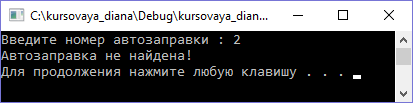 C:\kursovaya_diana\Debug\kursovaya_dian...
Введите номер автозаправки : 2
Автозаправка не найдена!
Для продолжения нажмите любую клавишу . . .